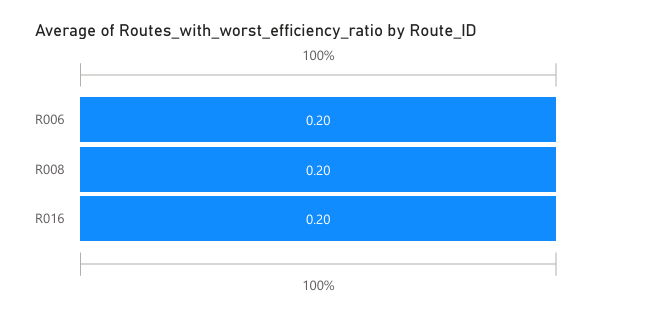 Average of Routes_with_worst_efficiency_ratio by Route_ID
100%
R006 0.20
R008 0.20
R016 0.20
100%